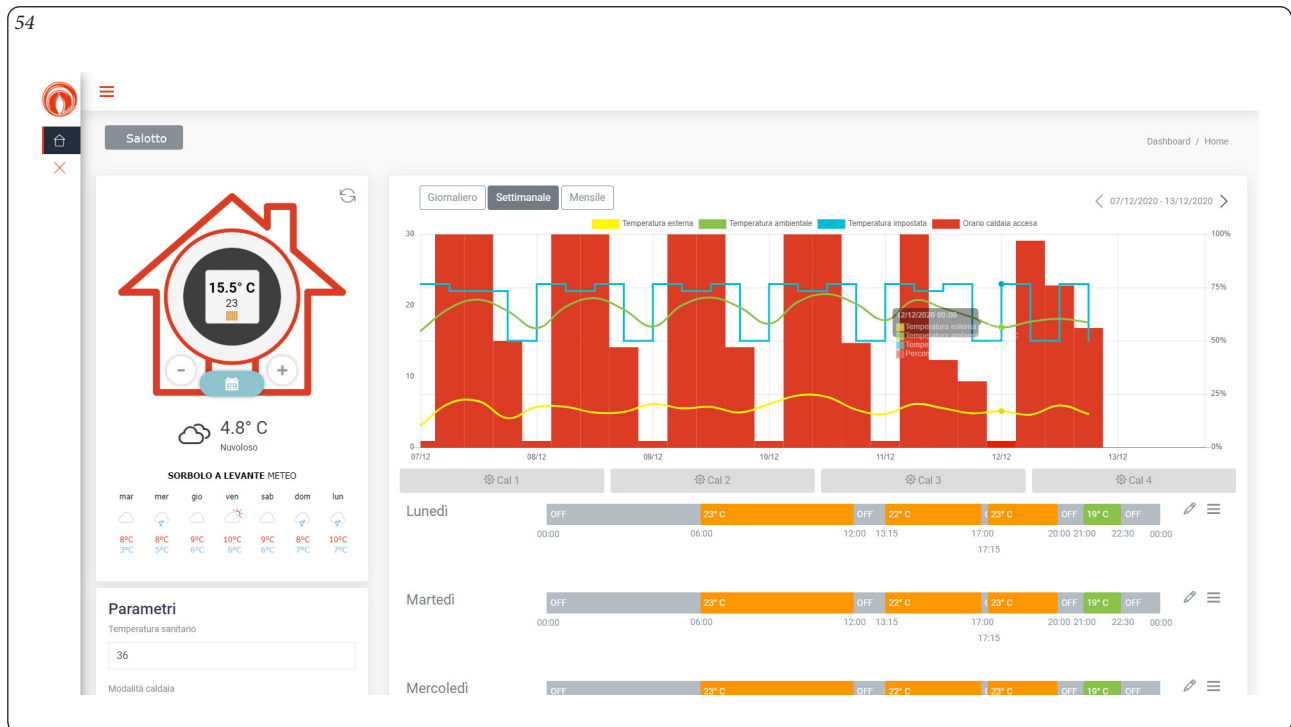 54
Salotto
Dashboard / Home
15.5° C
23
4.8° C
Nuvoloso
SORBOLO A LEVANTE METEO
mar mer gio ven sab dom lun
8°C 8°C 9°C 10°C 9°C 8°C 10°C
3°C 5°C 6°C 6°C 6°C 7°C 7°C
Parametri
Temperatura sanitario
36
Modalità caldaia
Giornaliero Settimanale Mensile
07/12/2020 - 13/12/2020
Temperatura esterna Temperatura ambientale Temperatura impostata Orario caldaia accesa
30 100%
75%
20
50%
10
25%
0 0%
12/12/2020 00:00
Temperatura esterna
Temperatura
Tempe
Percen
07/12 08/12 09/12 10/12 11/12 12/12 13/12
Cal 1 Cal 2 Cal 3 Cal 4
Lunedì
OFF 23° C OFF 22° C 23° C OFF 19° C OFF
00:00 06:00 12:00 13:15 17:00 20:00 21:00 22:30 00:00
17:15
Martedì
OFF 23° C OFF 22° C 23° C OFF 19° C OFF
00:00 06:00 12:00 13:15 17:00 20:00 21:00 22:30 00:00
17:15
Mercoledì
OFF 23° C OFF 22° C 23° C OFF 19° C OFF